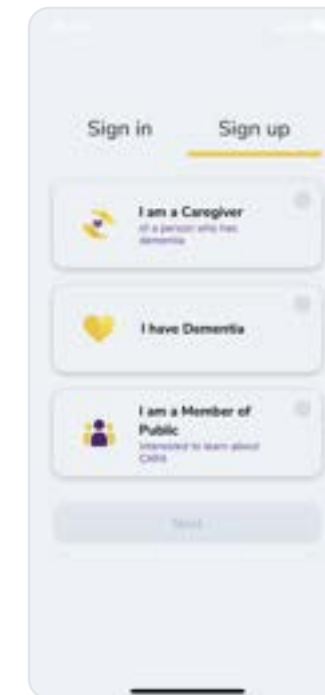 Sign in
Sign up
I am a Caregiver
of a person who has
dementia
I have Dementia
I am a Member of
Public
Interested to learn about
CARA
Next